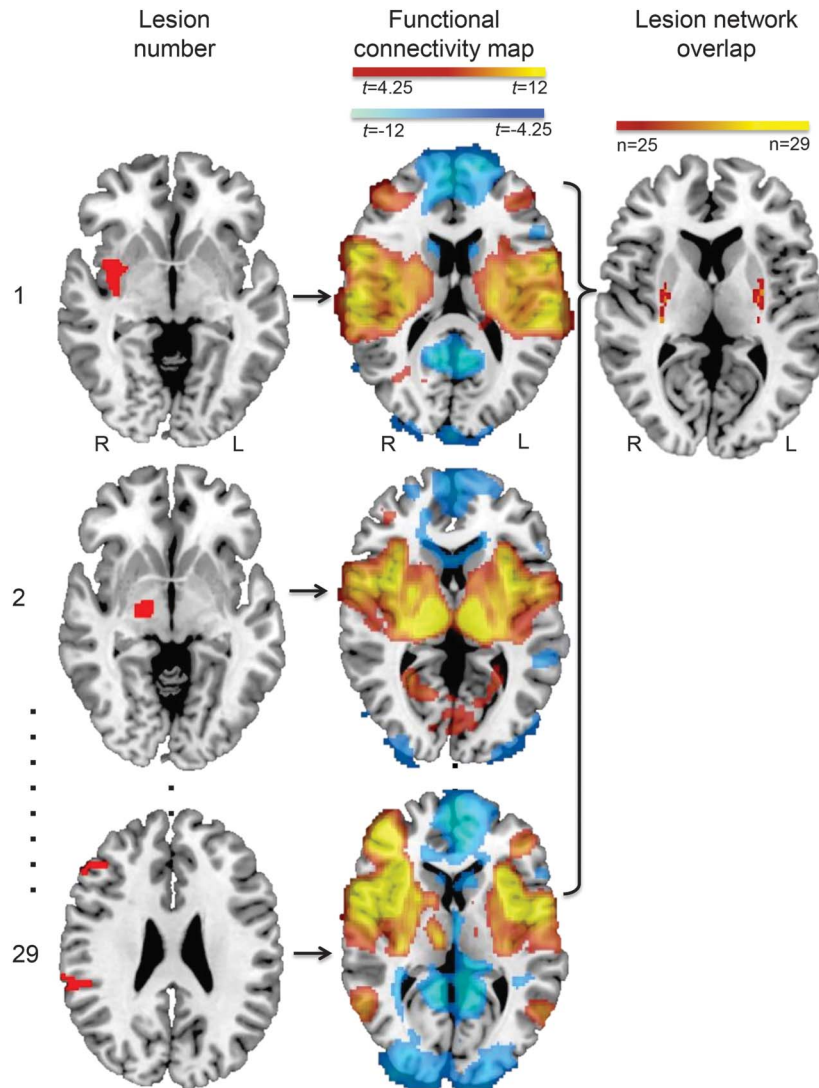 Lesion
number
Functional
connectivity map
Lesion network
overlap
t=4.25 t=12
t=-12 t=-4.25
n=25 n=29
1
R L
R L
R L
2
29